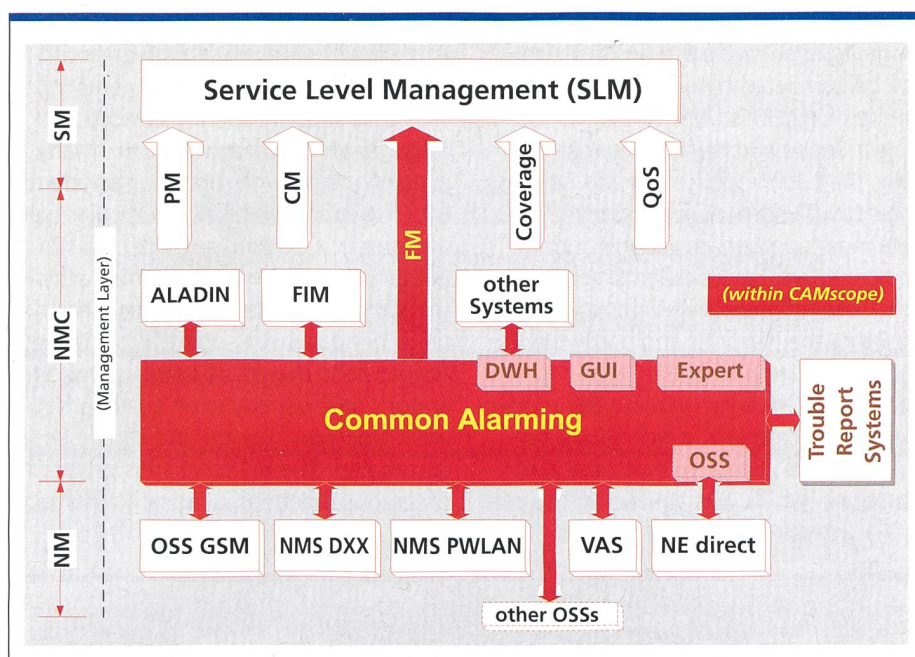 Service Level Management (SLM)
SM
PM
CM
FM
Coverage
QoS
NMC
(Management Layer)
ALADIN
FIM
other
Systems
(within CAMscope)
DWH
GUI
Expert
Common Alarming
OSS
Trouble
Report
Systems
NM
OSS GSM
NMS DXX
NMS PWLAN
VAS
NE direct
other OSSs